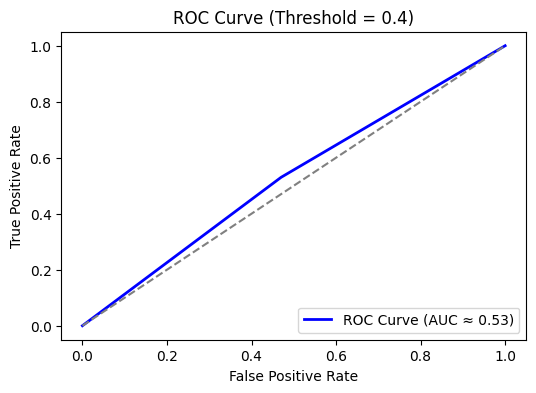 ROC Curve (Threshold = 0.4)
True Positive Rate
1.0
0.8
0.6
0.4
0.2
0.0
0.0 0.2 0.4 0.6 0.8 1.0
False Positive Rate
ROC Curve (AUC ≈ 0.53)